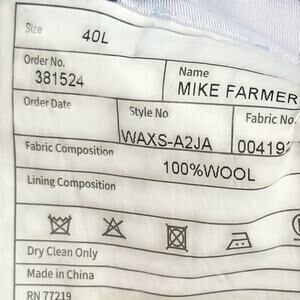 Size 40L
Order No. Name
381524 MIKE FARMER
Order Date Style No. Fabric No.
WAXS-A2JA 004192
Fabric Composition
100%WOOL
Lining Composition
Dry Clean Only
Made in China
RN 77219